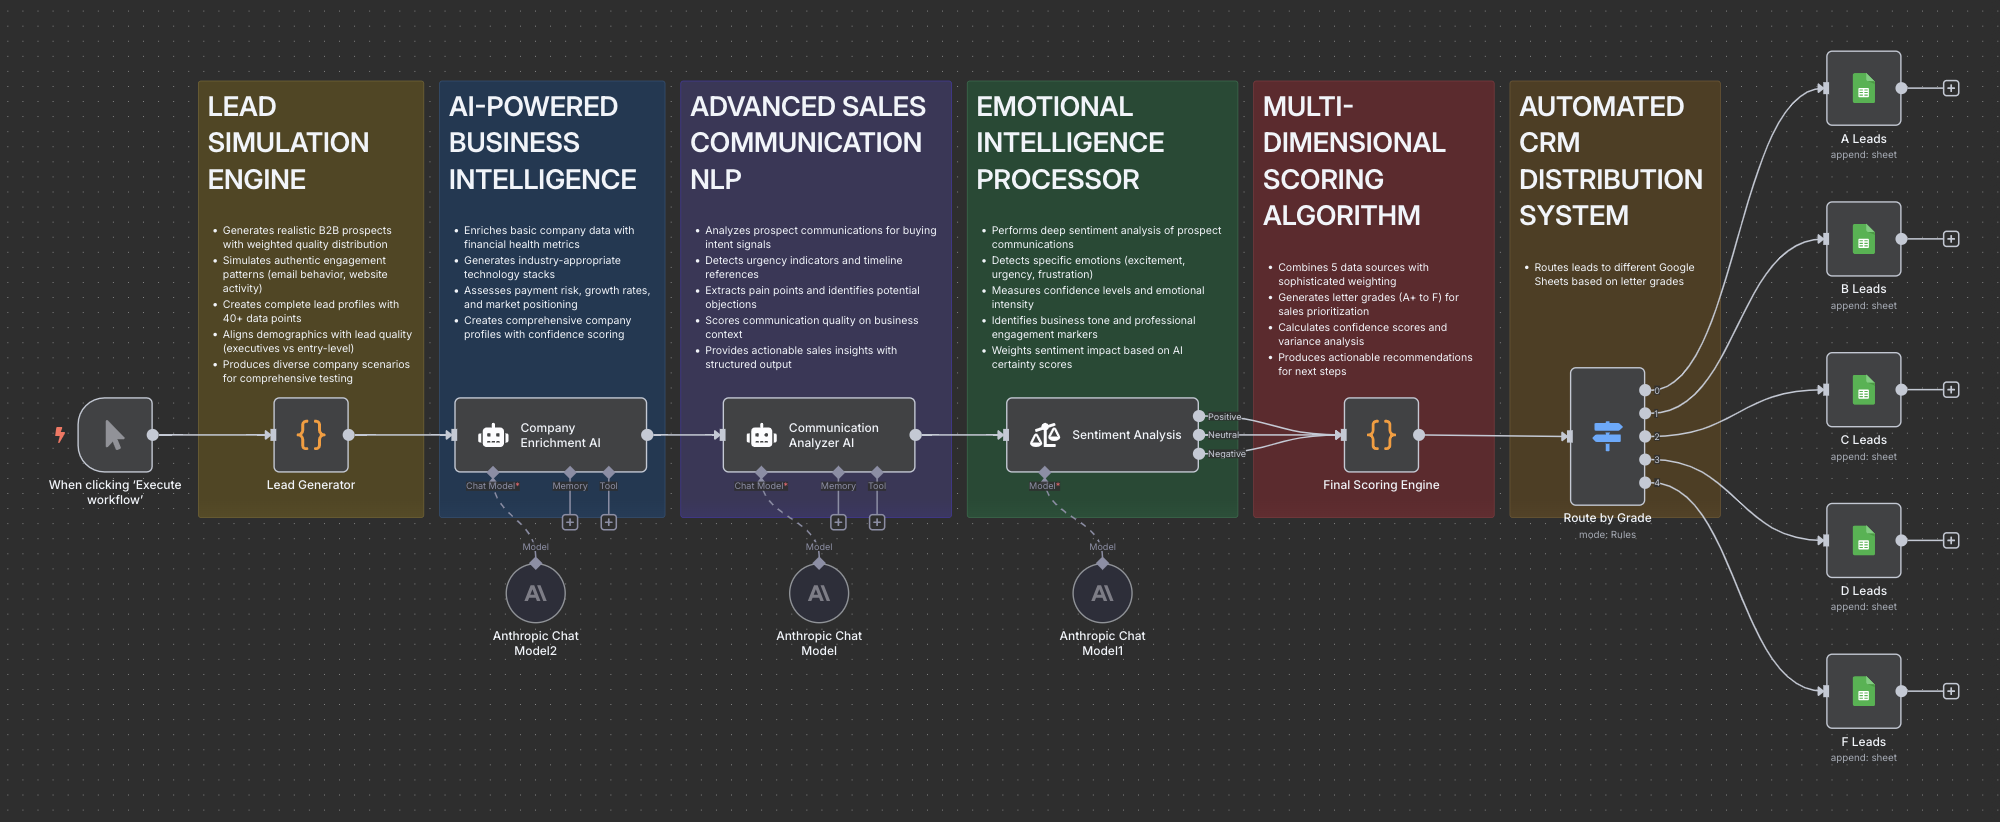 LEAD
SIMULATION
ENGINE
• Generates realistic B2B prospects
with weighted quality distribution
• Simulates authentic engagement
patterns (email behavior, website
activity)
• Creates complete lead profiles with
40+ data points
• Aligns demographics with lead quality
(executives vs entry-level)
• Produces diverse company scenarios
for comprehensive testing
AI-POWERED
BUSINESS
INTELLIGENCE
• Enriches basic company data with
financial health metrics
• Generates industry-appropriate
technology stacks
• Assesses payment risk, growth rates,
and market positioning
• Creates comprehensive company
profiles with confidence scoring
ADVANCED SALES
COMMUNICATION
NLP
• Analyzes prospect communications for buying
intent signals
• Detects urgency indicators and timeline
references
• Extracts pain points and identifies potential
objections
• Scores communication quality on business
context
• Provides actionable sales insights with
structured output
EMOTIONAL
INTELLIGENCE
PROCESSOR
• Performs deep sentiment analysis of prospect
communications
• Detects specific emotions (excitement,
urgency, frustration)
• Measures confidence levels and emotional
intensity
• Identifies business tone and professional
engagement markers
• Weights sentiment impact based on AI
certainty scores
MULTI-
DIMENSIONAL
SCORING
ALGORITHM
• Combines 5 data sources with
sophisticated weighting
• Generates letter grades (A+ to F) for
sales prioritization
• Calculates confidence scores and
variance analysis
• Produces actionable recommendations
for next steps
AUTOMATED
CRM
DISTRIBUTION
SYSTEM
• Routes leads to different Google
Sheets based on letter grades
When clicking ‘Execute
workflow’
{}
Lead Generator
Company
Enrichment AI
Chat Model*
Memory
Tool
Model
A\
Anthropic Chat
Model2
Communication
Analyzer AI
Chat Model*
Memory
Tool
Model
A\
Anthropic Chat
Model
Sentiment Analysis
Positive
Neutral
Negative
Model*
Model
A\
Anthropic Chat
Model1
{}
Final Scoring Engine
0
1
2
3
4
Route by Grade
mode: Rules
A Leads
append: sheet
B Leads
append: sheet
C Leads
append: sheet
D Leads
append: sheet
F Leads
append: sheet